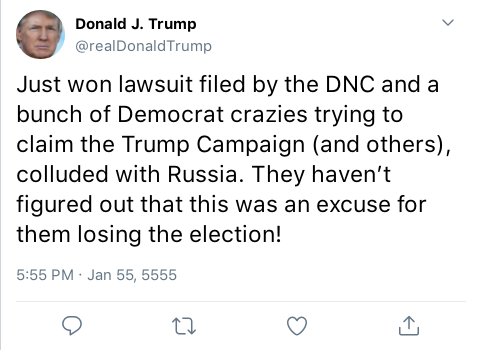 Donald J. Trump
@realDonaldTrump
Just won lawsuit filed by the DNC and a
bunch of Democrat crazies trying to
claim the Trump Campaign (and others),
colluded with Russia. They haven’t
figured out that this was an excuse for
them losing the election!
5:55 PM · Jan 55, 5555